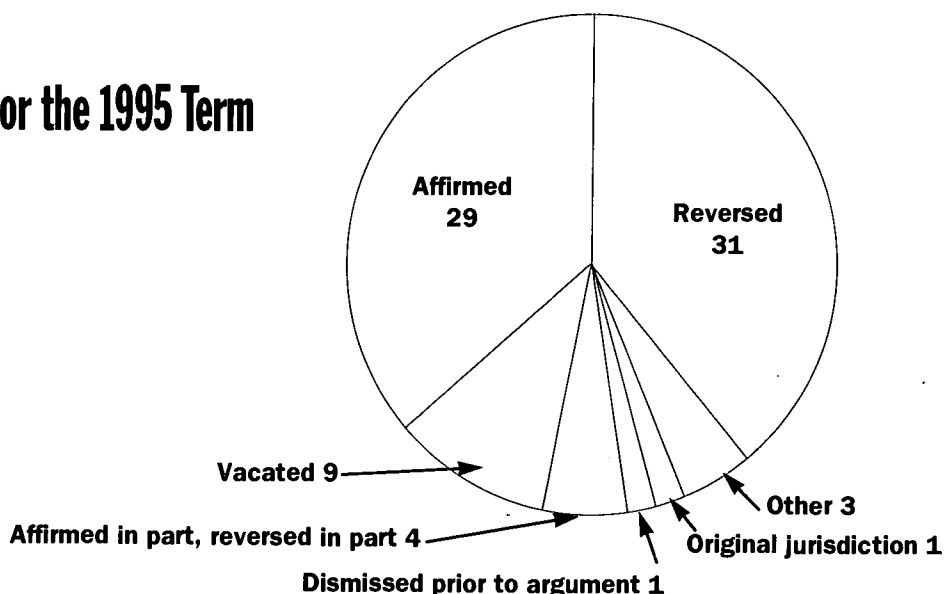 or the 1995 Term
Affirmed
29
Reversed
31
Vacated 9
Other 3
Affirmed in part, reversed in part 4
Original jurisdiction 1
Dismissed prior to argument 1